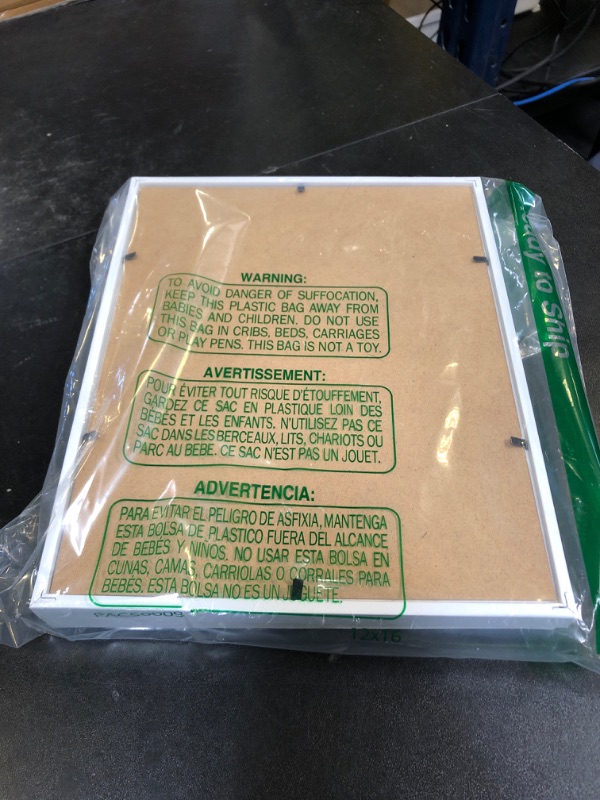 WARNING:
TO AVOID DANGER OF SUFFOCATION,
KEEP THIS PLASTIC BAG AWAY FROM
BABIES AND CHILDREN. DO NOT USE
THIS BAG IN CRIBS, BEDS, CARRIAGES
OR PLAY PENS. THIS BAG IS NOT A TOY.
AVERTISSEMENT:
POUR ÉVITER TOUT RISQUE D'ÉTOUFFEMENT,
GARDEZ CE SAC EN PLASTIQUE LOIN DES
BÉBÉS ET LES ENFANTS. N'UTILISEZ PAS CE
SAC DANS LES BERCEAUX, LITS, CHARIOTS OU
PARC AU BEBE. CE SAC N'EST PAS UN JOUET.
ADVERTENCIA:
PARA EVITAR EL PELIGRO DE ASFIXIA, MANTENGA
ESTA BOLSA DE PLASTICO FUERA DEL ALCANCE
DE BEBES Y NINOS. NO USAR ESTA BOLSA EN
CUNAS, CAMAS, CARRIOLAS O CORRALES PARA
BEBES. ESTA BOLSA NO ES UN JUGUETE.
12X16
to Ship